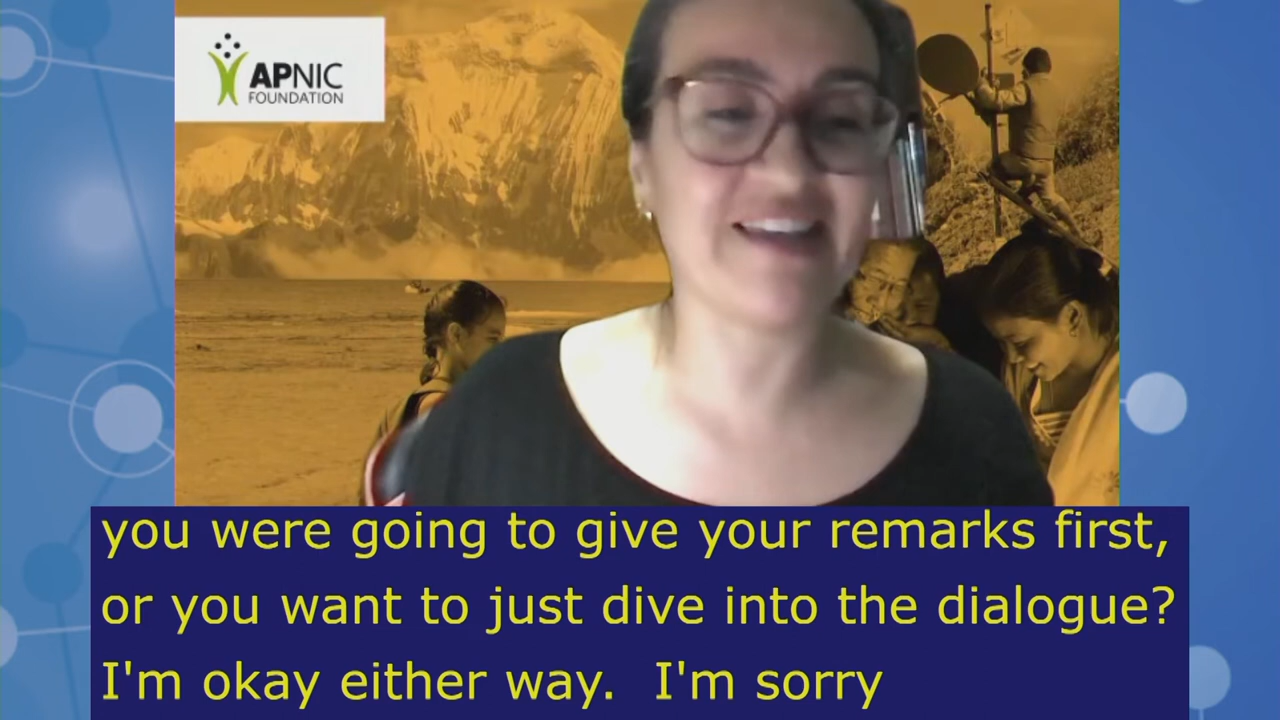 APNIC
FOUNDATION
you were going to give your remarks first,
or you want to just dive into the dialogue?
I'm okay either way.  I'm sorry